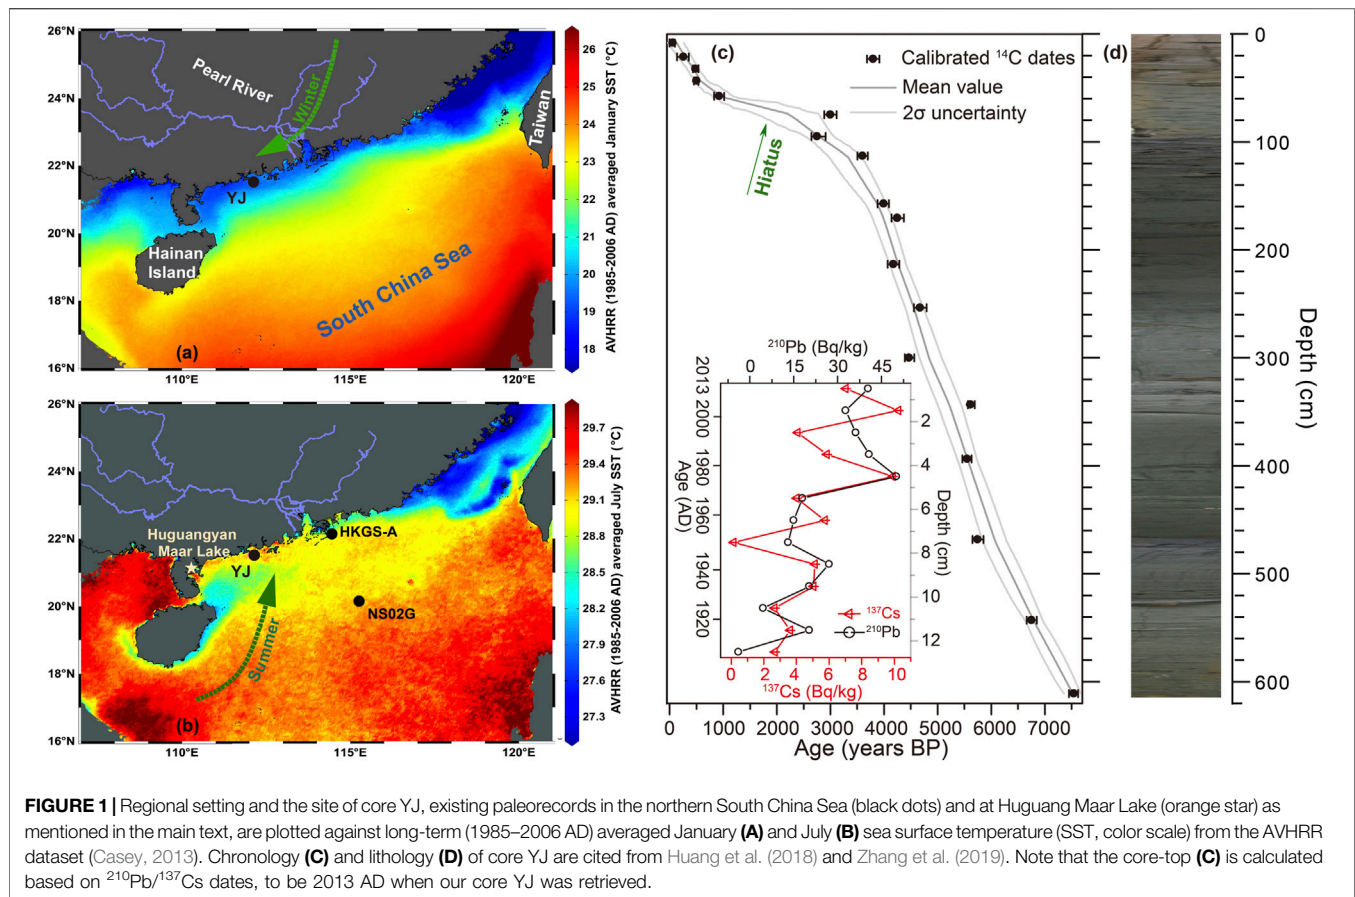 26°N
24°N
22°N
20°N
18°N
16°N
110°E
115°E
120°E
Pearl River
Winter
Taiwan
YJ
Hainan
Island
South China Sea
(a)
26
25
24
23
22
21
20
19
18
AVHRR (1985-2006 AD) averaged January SST (°C)
26°N
24°N
22°N
20°N
18°N
16°N
110°E
115°E
120°E
Huguangyan
Maar Lake
HKGS-A
YJ
NS02G
Summer
(b)
29.7
29.4
29.1
28.8
28.5
28.2
27.9
27.6
27.3
AVHRR (1985-2006 AD) averaged July SST (°C)
(c)
Calibrated ¹⁴C dates
Mean value
2σ uncertainty
Hiatus
²¹⁰Pb (Bq/kg)
0 15 30 45
2013
2000
1980
1960
1940
1920
Age (AD)
2
4
6
8
10
12
Depth (cm)
¹³⁷Cs
²¹⁰Pb
0 2 4 6 8 10
¹³⁷Cs (Bq/kg)
0 1000 2000 3000 4000 5000 6000 7000
Age (years BP)
(d)
0
100
200
300
400
500
600
Depth (cm)
FIGURE 1 | Regional setting and the site of core YJ, existing paleorecords in the northern South China Sea (black dots) and at Huguang Maar Lake (orange star) as
mentioned in the main text, are plotted against long-term (1985–2006 AD) averaged January (A) and July (B) sea surface temperature (SST, color scale) from the AVHRR
dataset (Casey, 2013). Chronology (C) and lithology (D) of core YJ are cited from Huang et al. (2018) and Zhang et al. (2019). Note that the core-top (C) is calculated
based on ²¹⁰Pb/¹³⁷Cs dates, to be 2013 AD when our core YJ was retrieved.